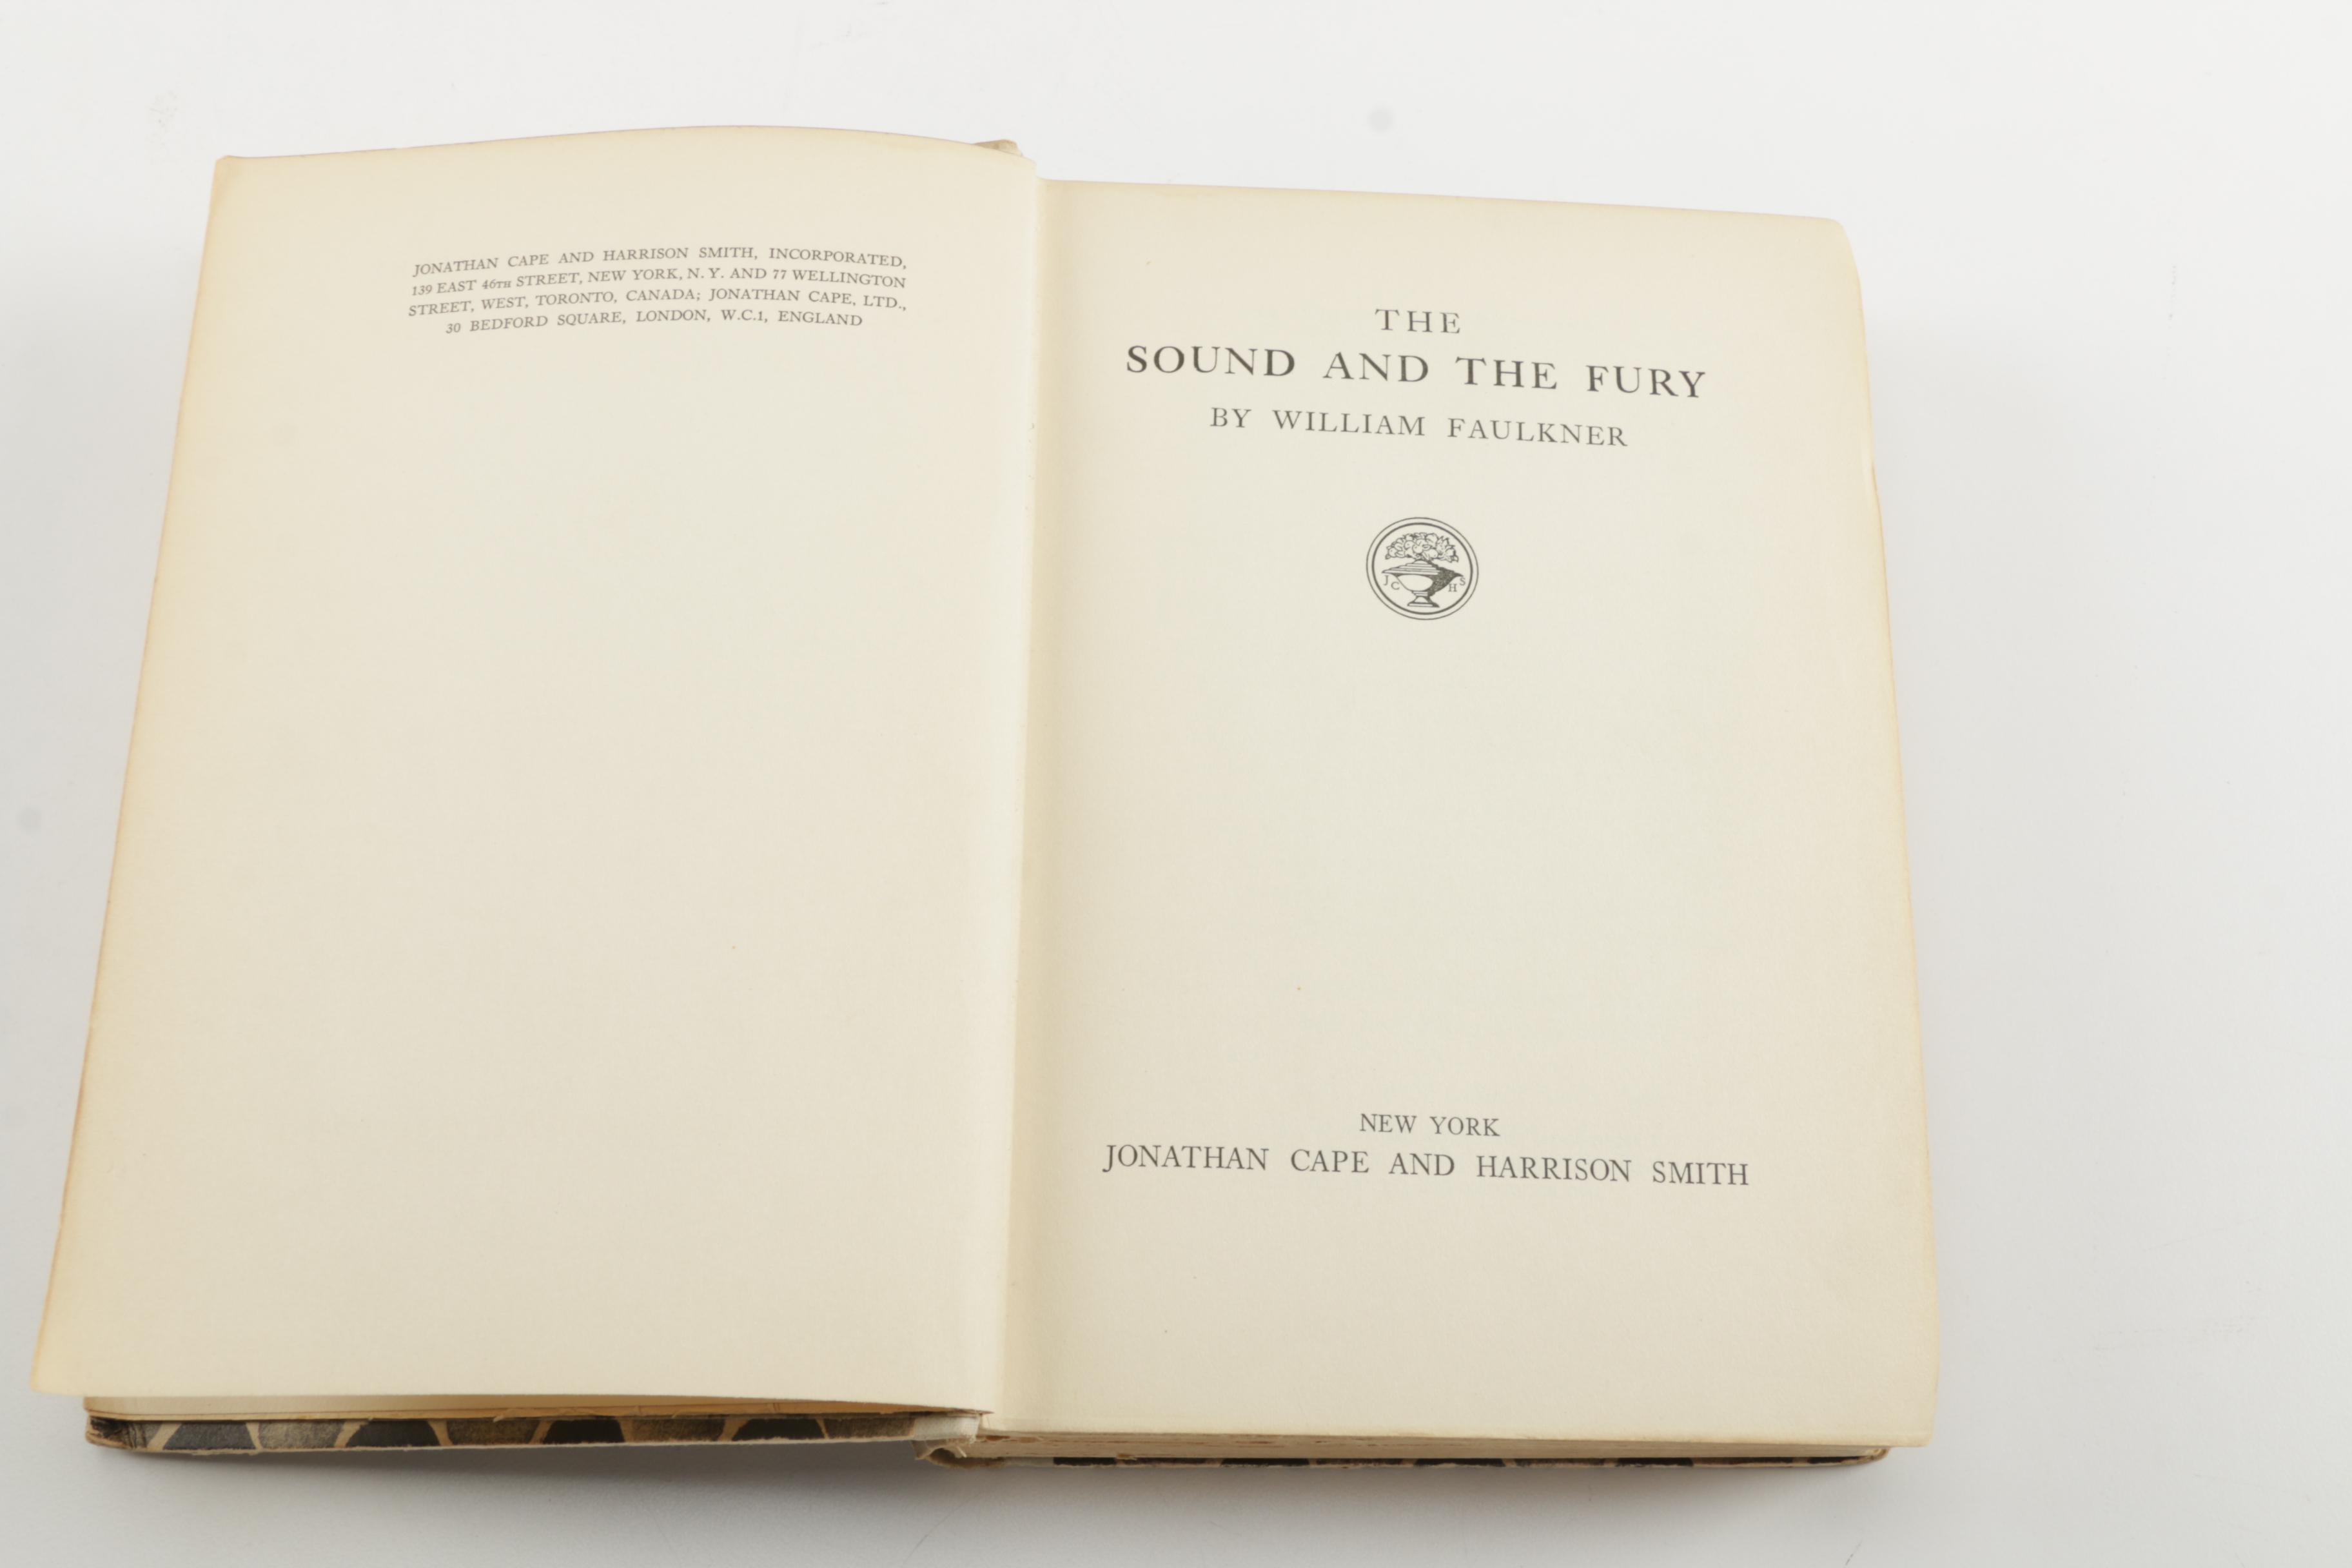 JONATHAN CAPE AND HARRISON SMITH, INCORPORATED,
139 EAST 46TH STREET, NEW YORK, N. Y. AND 77 WELLINGTON
STREET, WEST, TORONTO, CANADA; JONATHAN CAPE, LTD.,
30 BEDFORD SQUARE, LONDON, W.C.1, ENGLAND
THE
SOUND AND THE FURY
BY WILLIAM FAULKNER
J C H S
NEW YORK
JONATHAN CAPE AND HARRISON SMITH